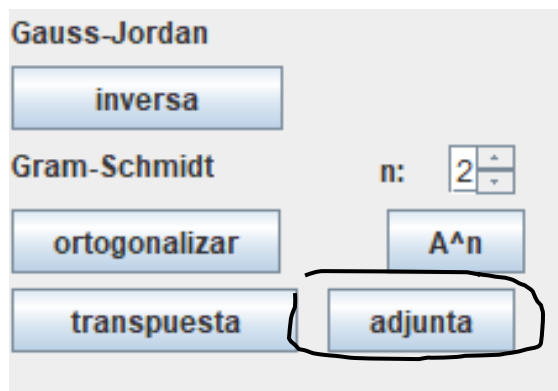 Gauss-Jordan
inversa
Gram-Schmidt n: 2
ortogonalizar A^n
transpuesta adjunta